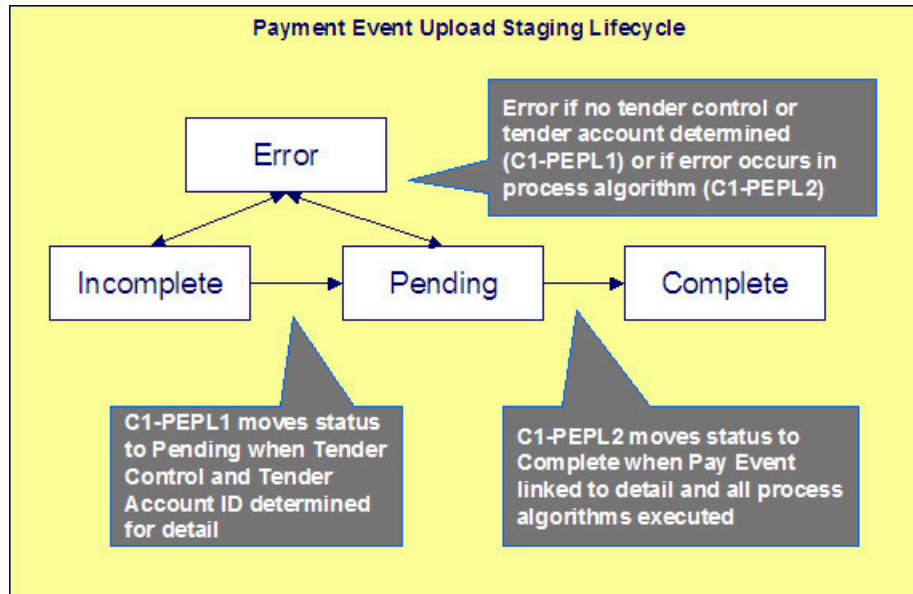 Payment Event Upload Staging Lifecycle
Error if no tender control or
tender account determined
(C1-PEPL1) or if error occurs in
process algorithm (C1-PEPL2)
Error
Incomplete
Pending
Complete
C1-PEPL1 moves status
to Pending when Tender
Control and Tender
Account ID determined
for detail
C1-PEPL2 moves status to
Complete when Pay Event
linked to detail and all process
algorithms executed